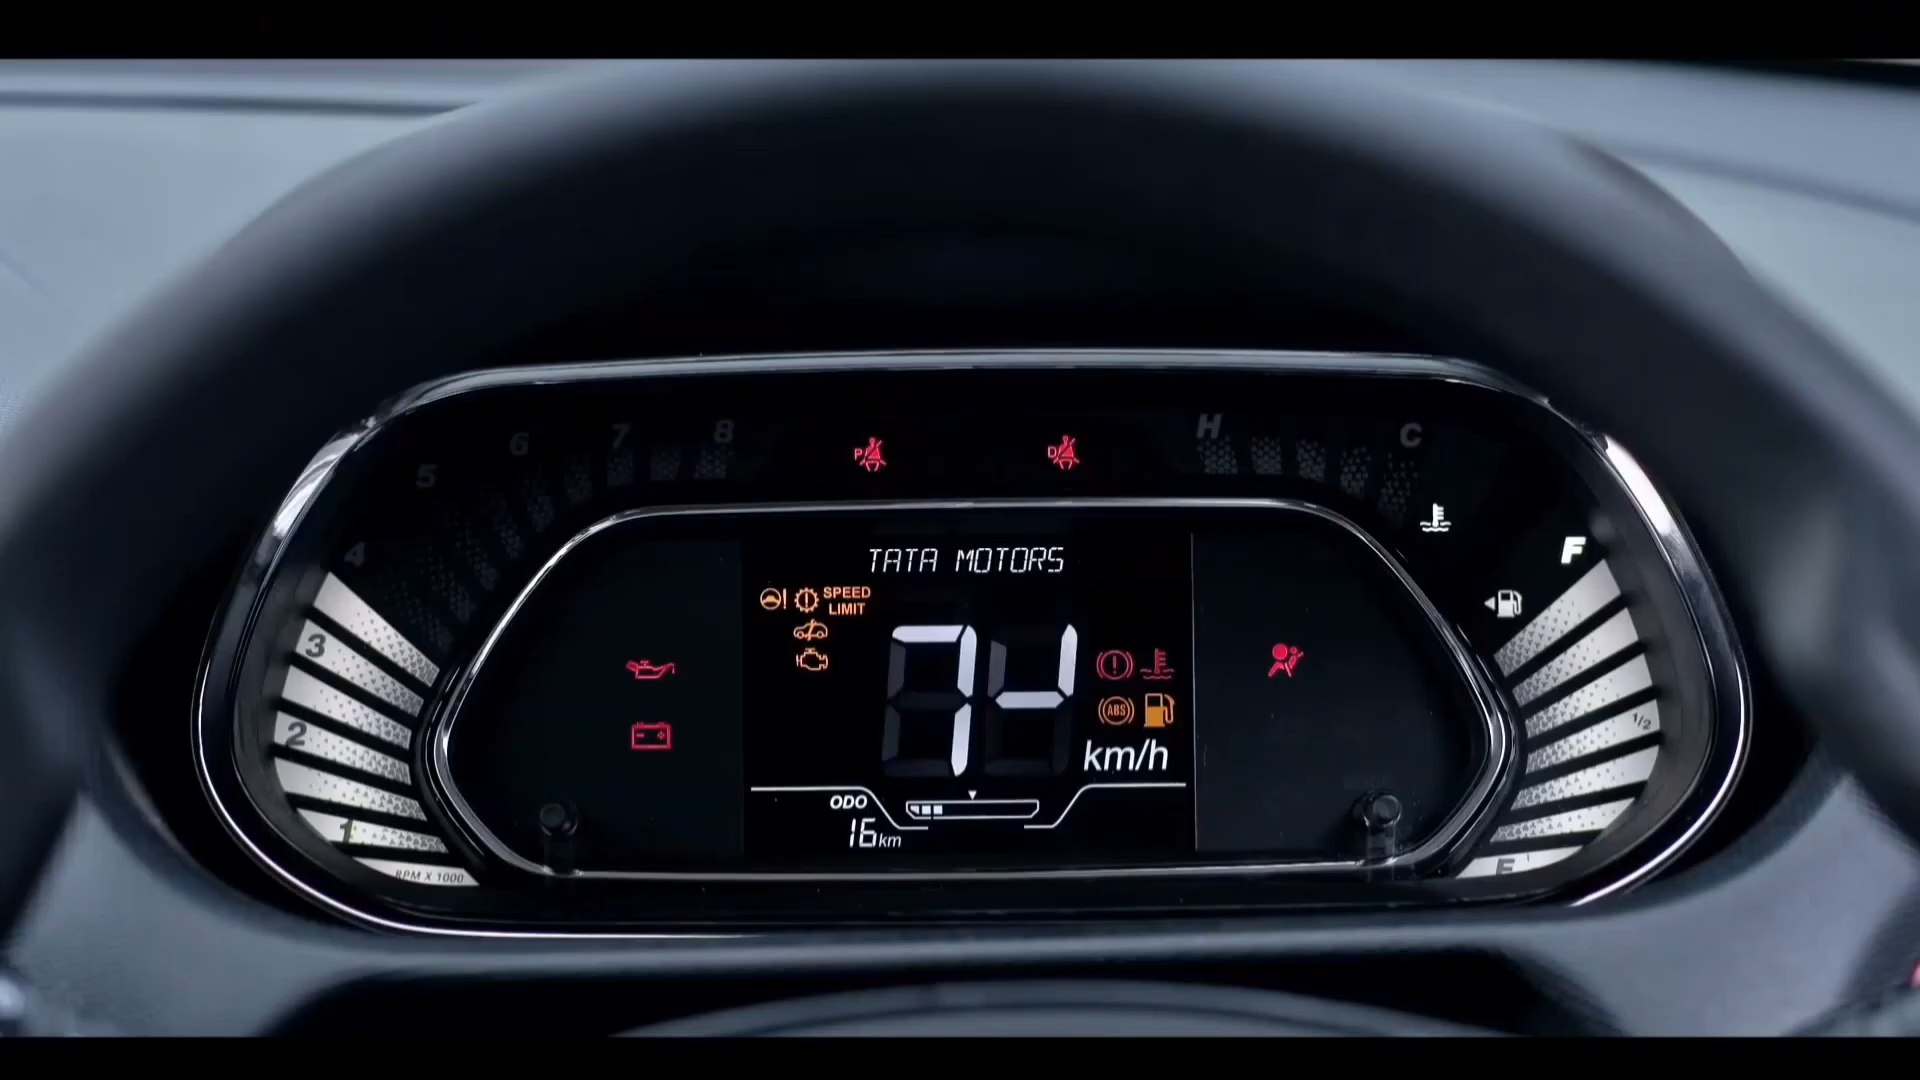 8
7
6
5
4
3
2
1
RPM X 1000
P
D
H
C
F
1/2
E
TATA MOTORS
SPEED
LIMIT
74
ABS
km/h
ODO
16km